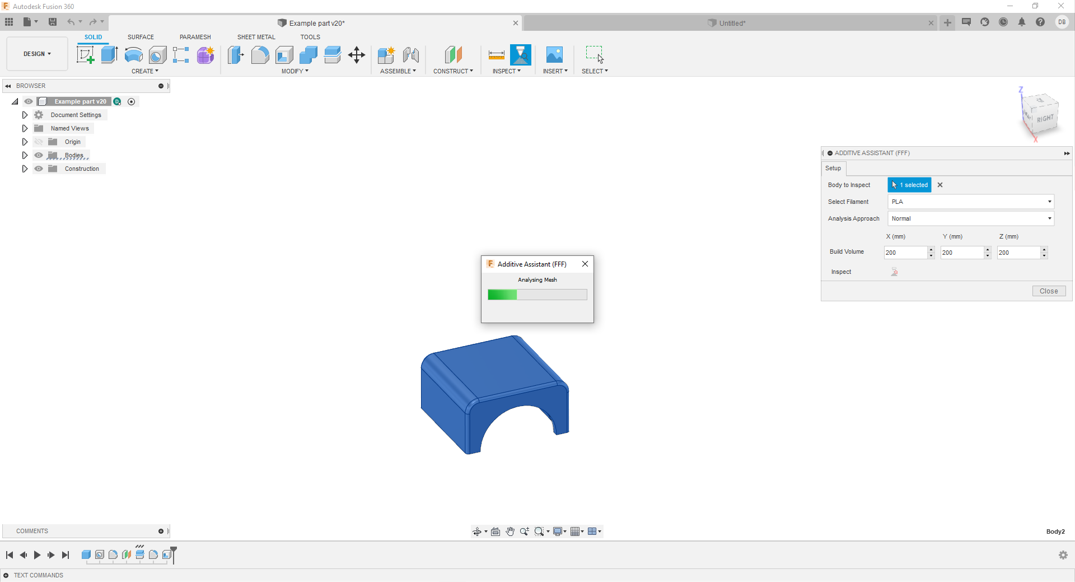 Autodesk Fusion 360
Example part v20*
Untitled*
DB
DESIGN
SOLID
SURFACE
PARAMESH
SHEET METAL
TOOLS
CREATE
MODIFY
ASSEMBLE
CONSTRUCT
INSPECT
INSERT
SELECT
BROWSER
Example part v20
Document Settings
Named Views
Origin
Bodies
Construction
Z
RIGHT
X
ADDITIVE ASSISTANT (FFF)
Setup
Body to Inspect 1 selected
Select Filament PLA
Analysis Approach Normal
X (mm) Y (mm) Z (mm)
Build Volume 200 200 200
Inspect
Close
Additive Assistant (FFF)
Analysing Mesh
COMMENTS
Body2
TEXT COMMANDS